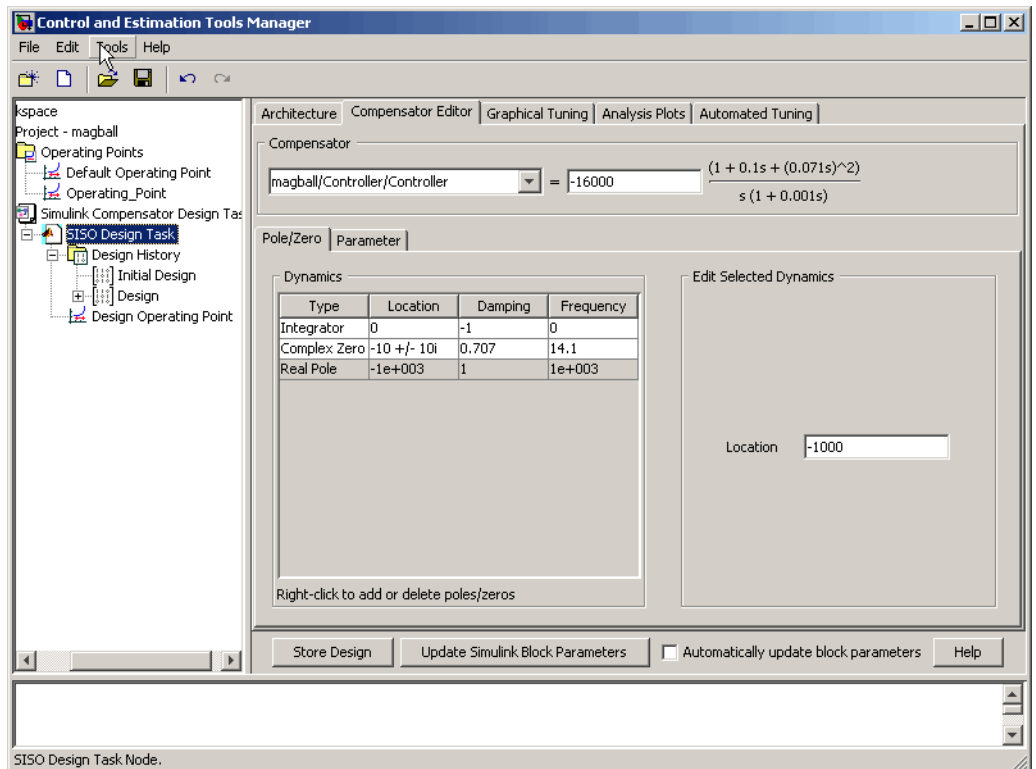 Control and Estimation Tools Manager
File Edit Tools Help
kspace
Project - magball
Operating Points
Default Operating Point
Operating_Point
Simulink Compensator Design Tas
SISO Design Task
Design History
Initial Design
Design
Design Operating Point
Architecture Compensator Editor Graphical Tuning Analysis Plots Automated Tuning
Compensator
magball/Controller/Controller = -16000 (1 + 0.1s + (0.071s)^2)
s (1 + 0.001s)
Pole/Zero Parameter
Dynamics
Type Location Damping Frequency
Integrator 0 -1 0
Complex Zero -10 +/- 10i 0.707 14.1
Real Pole -1e+003 1 1e+003
Right-click to add or delete poles/zeros
Edit Selected Dynamics
Location -1000
Store Design Update Simulink Block Parameters Automatically update block parameters Help
SISO Design Task Node.